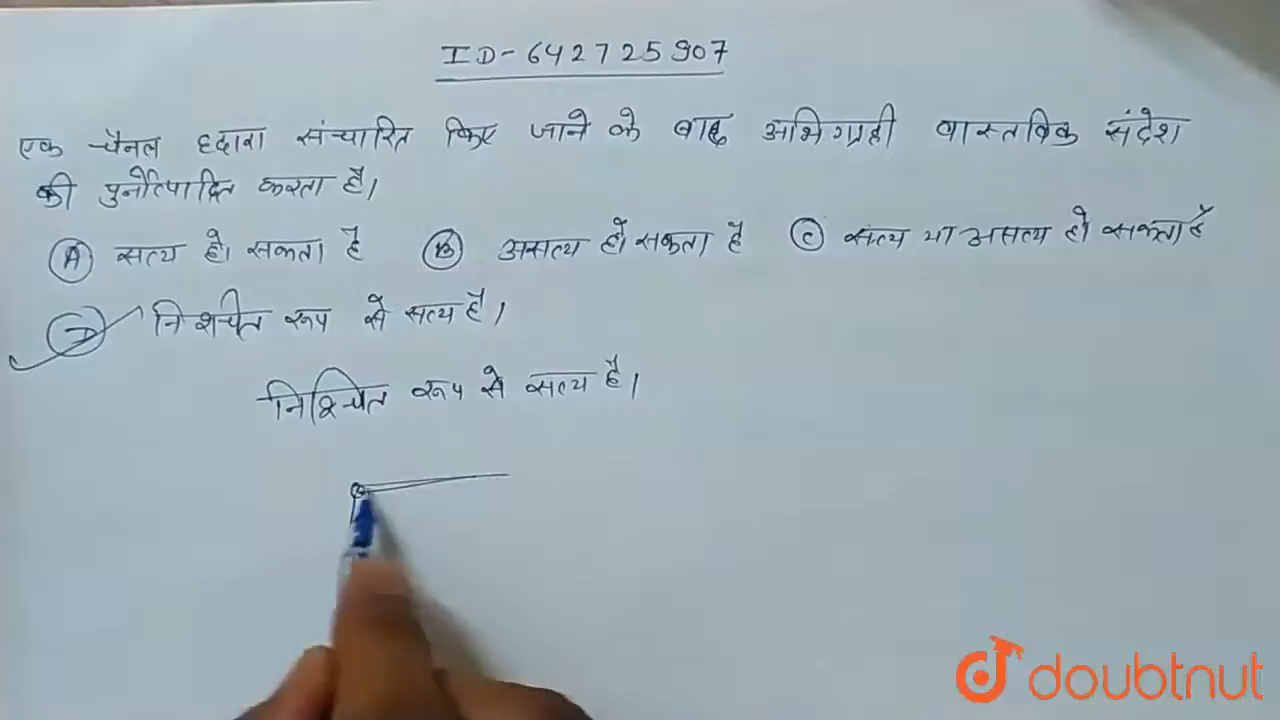 ID-642725907
एक चैनल द्वारा संचारित किए जाने के बाद अभिग्राही वास्तविक संदेश
की पुर्नोत्पादित करता है।
(A) सत्य हो सकता है (B) असत्य हो सकता है (C) सत्य या असत्य हो सकता है
(D) निश्चित रूप से सत्य है।
निश्चित रूप से सत्य है।
doubtnut